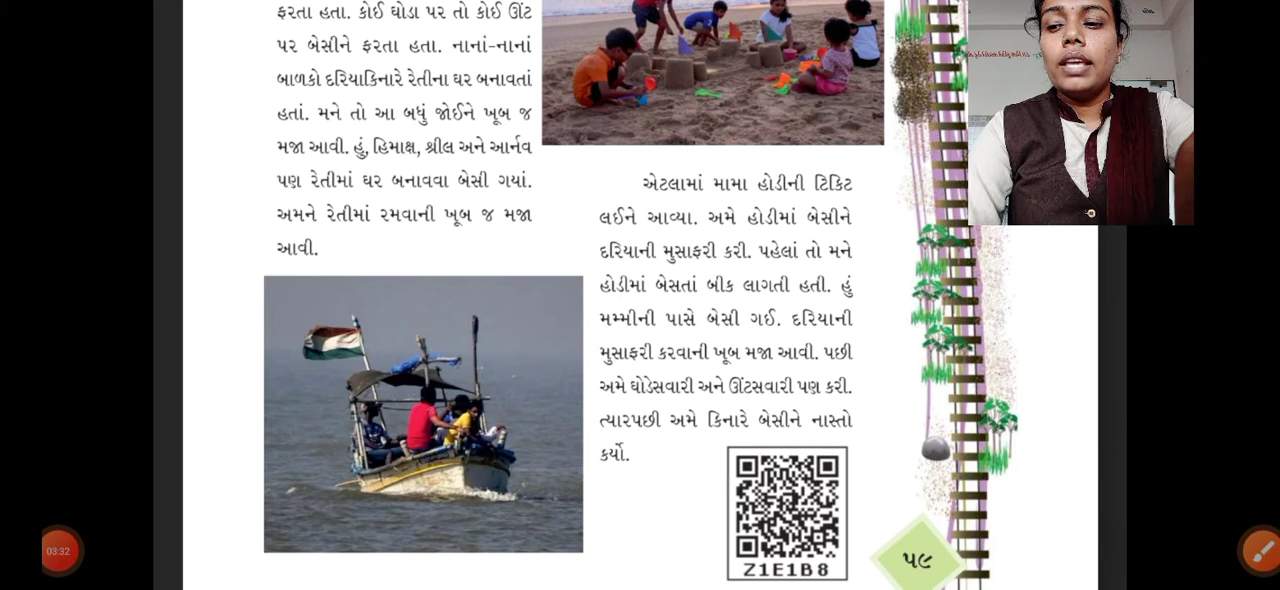 ફરતા હતા. કોઈ ઘોડા પર તો કોઈ ઊંટ
પર બેસીને ફરતા હતા. નાનાં-નાનાં
બાળકો દરિયાકિનારે રેતીના ઘર બનાવતાં
હતાં. મને તો આ બધું જોઈને ખૂબ જ
મજા આવી. હું, હિમાક્ષ, શ્રીલ અને આર્નવ
પણ રેતીમાં ઘર બનાવવા બેસી ગયાં.
અમને રેતીમાં રમવાની ખૂબ જ મજા
આવી.
એટલામાં મામા હોડીની ટિકિટ
લઈને આવ્યા. અમે હોડીમાં બેસીને
દરિયાની મુસાફરી કરી. પહેલાં તો મને
હોડીમાં બેસતાં બીક લાગતી હતી. હું
મમ્મીની પાસે બેસી ગઈ. દરિયાની
મુસાફરી કરવાની ખૂબ મજા આવી. પછી
અમે ઘોડેસવારી અને ઊંટસવારી પણ કરી.
ત્યારપછી અમે કિનારે બેસીને નાસ્તો
કર્યો.
Z1E1B8
૫૯
03:32